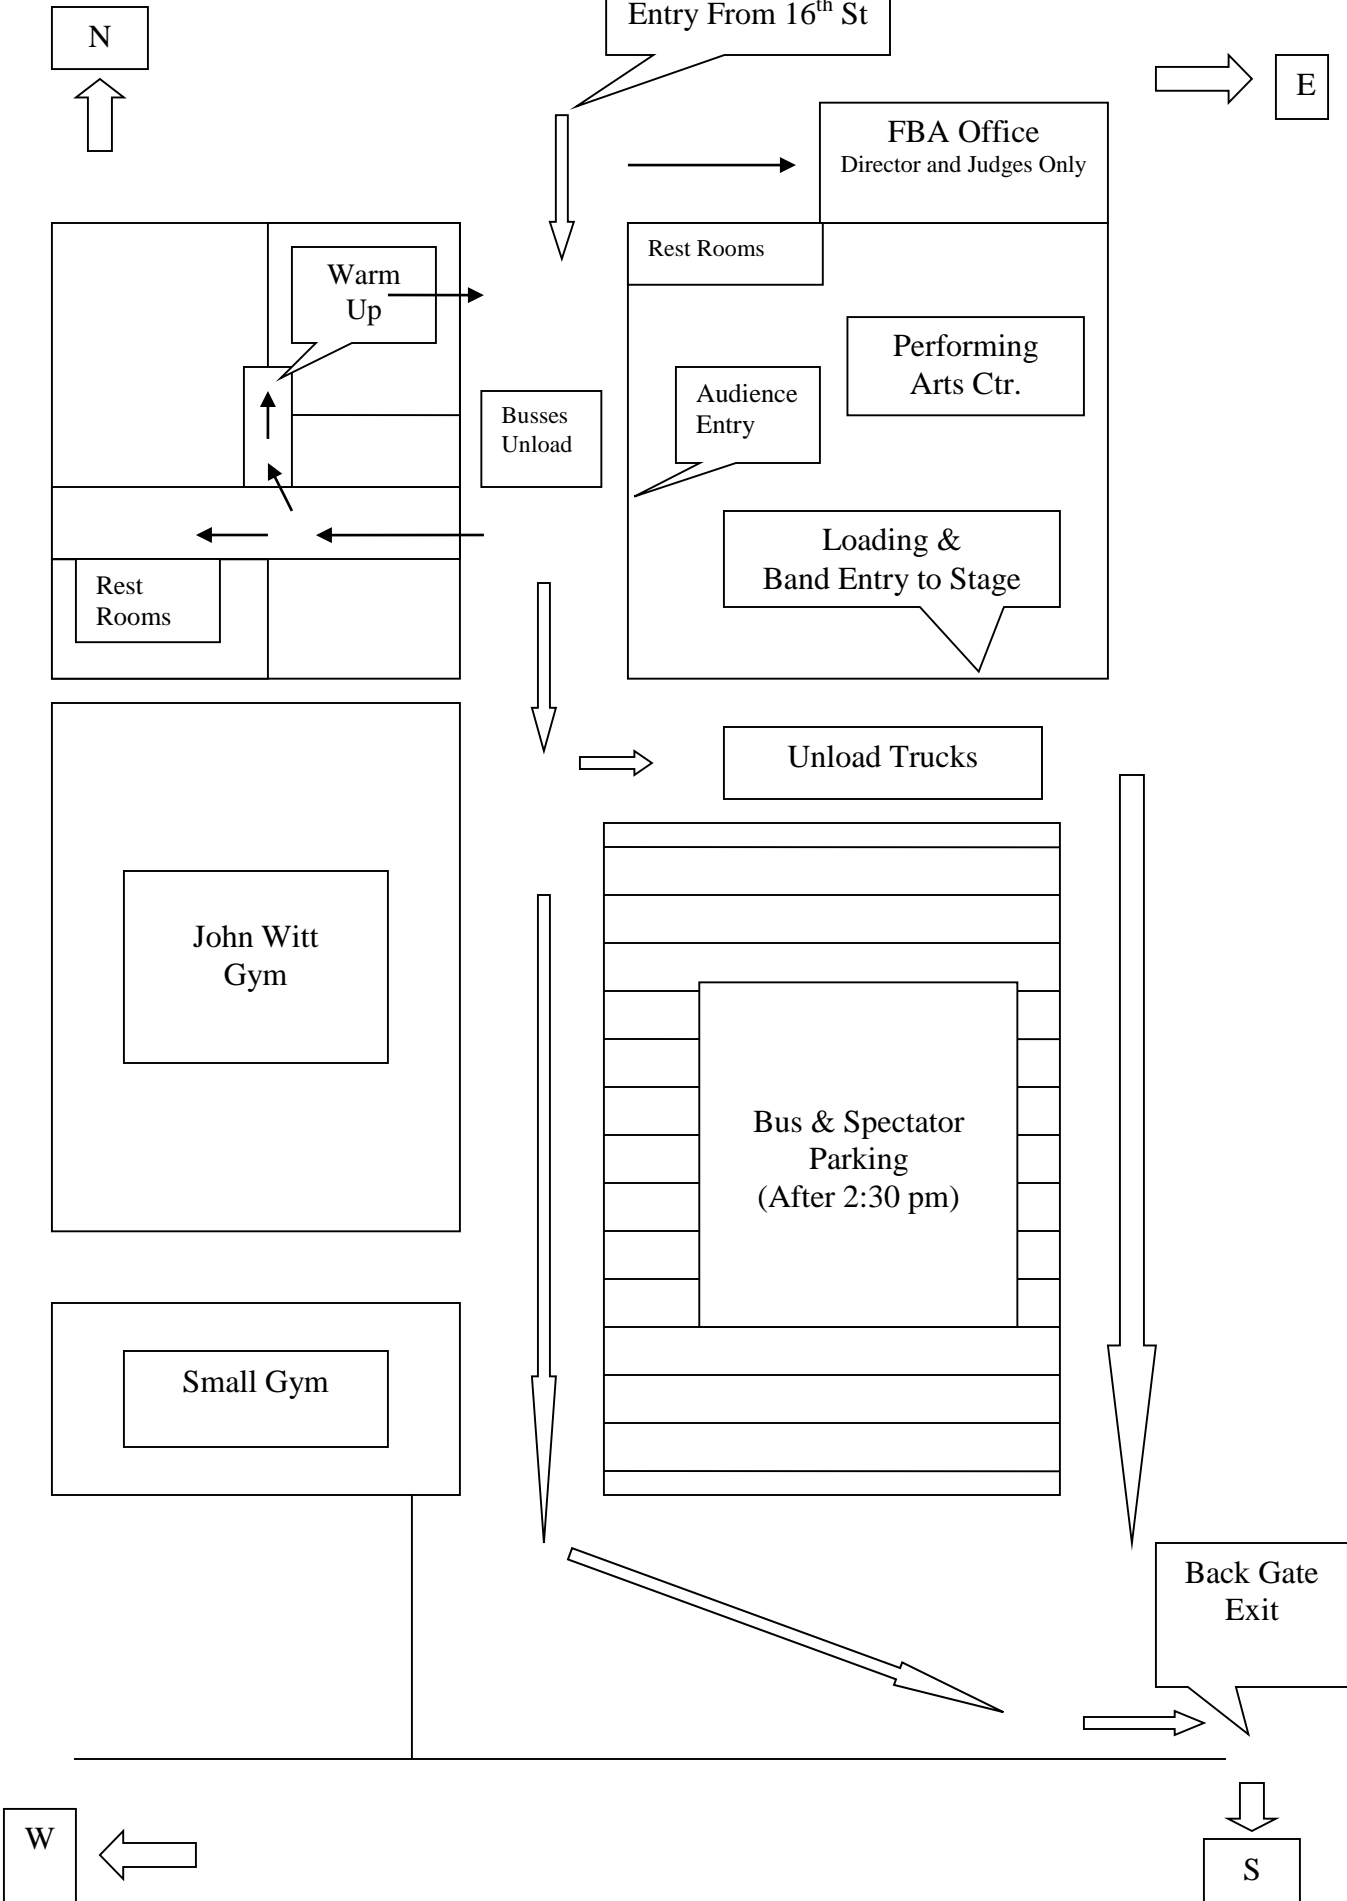 Entry From 16th St
N
E
FBA Office
Director and Judges Only
Rest Rooms
Warm
Up
Performing
Arts Ctr.
Audience
Entry
Busses
Unload
Loading &
Band Entry to Stage
Rest
Rooms
Unload Trucks
John Witt
Gym
Bus & Spectator
Parking
(After 2:30 pm)
Small Gym
Back Gate
Exit
W
S